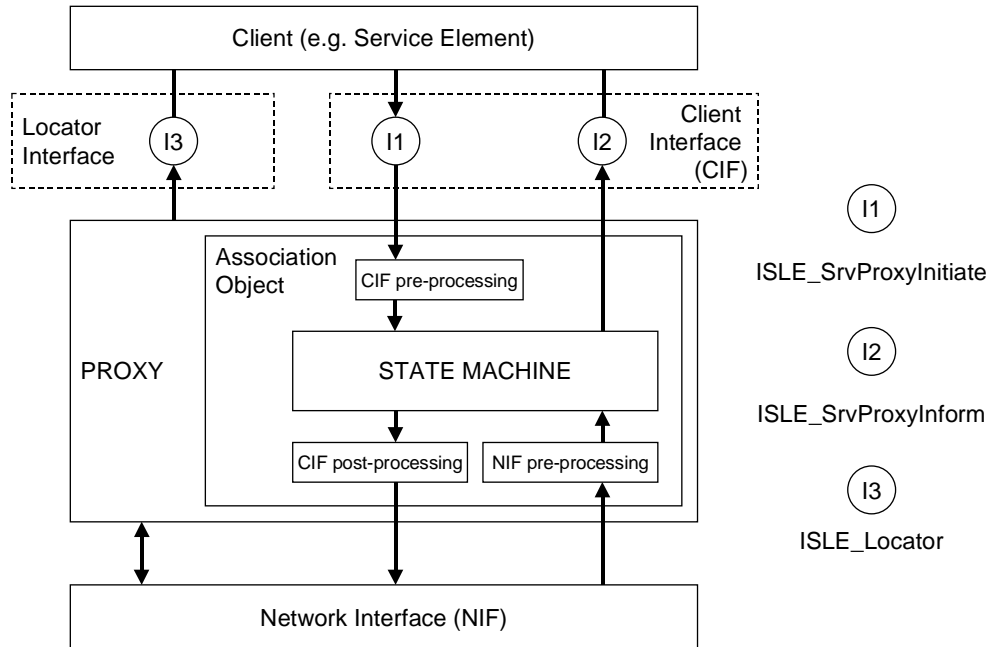 Client (e.g. Service Element)
Locator
Interface
I3
I1
I2
Client
Interface
(CIF)
I1
ISLE_SrvProxyInitiate
Association
Object
CIF pre-processing
PROXY
STATE MACHINE
I2
ISLE_SrvProxyInform
CIF post-processing
NIF pre-processing
I3
ISLE_Locator
Network Interface (NIF)